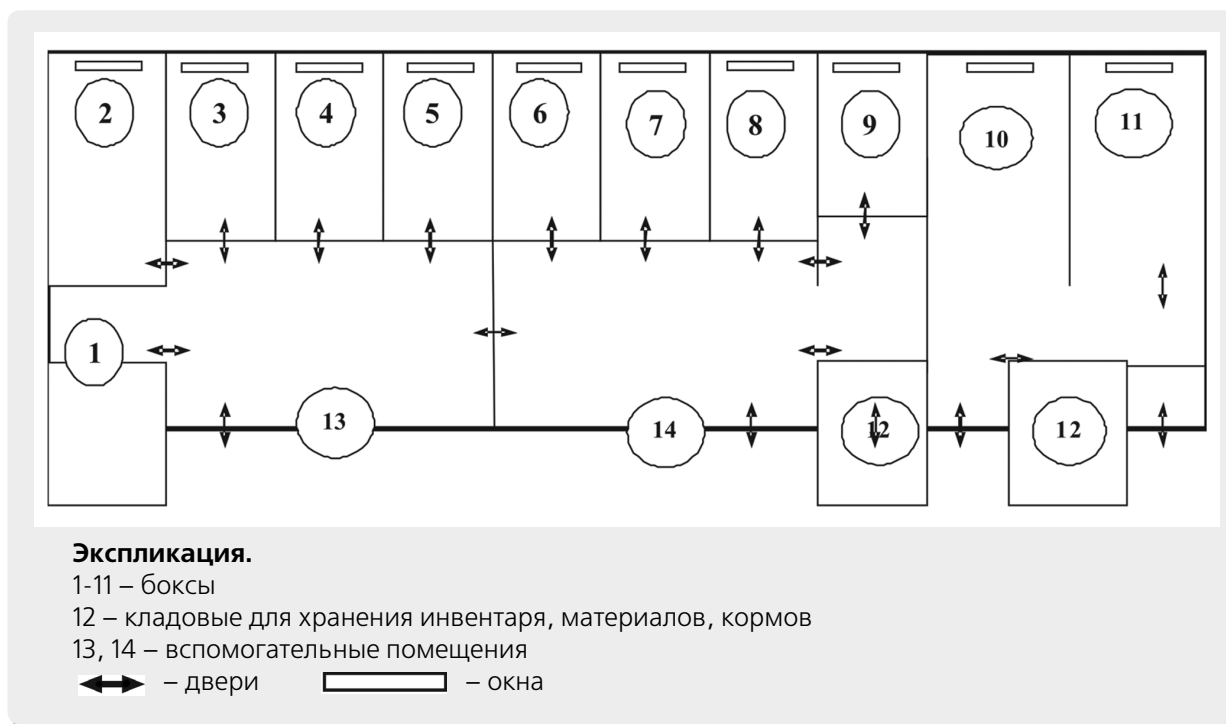 2 3 4 5 6 7 8 9 10 11
1
13 14 12 12
Экспликация.
1-11 – боксы
12 – кладовые для хранения инвентаря, материалов, кормов
13, 14 – вспомогательные помещения
– двери – окна